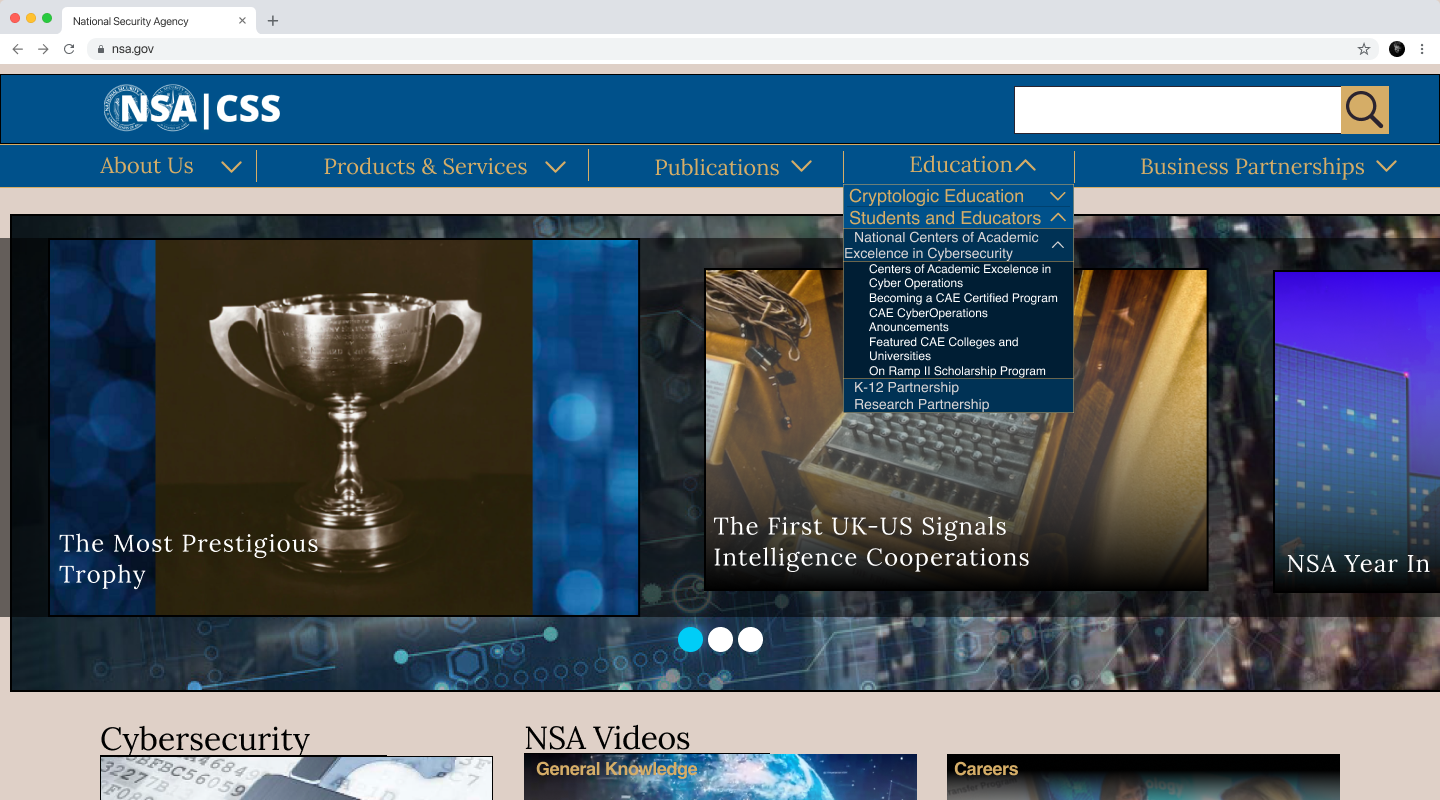 National Security Agency
nsa.gov
NSA|CSS
About Us
Products & Services
Publications
Education
Business Partnerships
Cryptologic Education
Students and Educators
National Centers of Academic
Excelence in Cybersecurity
Centers of Academic Excelence in
Cyber Operations
Becoming a CAE Certified Program
CAE CyberOperations
Anouncements
Featured CAE Colleges and
Universities
On Ramp II Scholarship Program
K-12 Partnership
Research Partnership
The Most Prestigious
Trophy
The First UK-US Signals
Intelligence Cooperations
NSA Year In
Cybersecurity
NSA Videos
General Knowledge
Careers